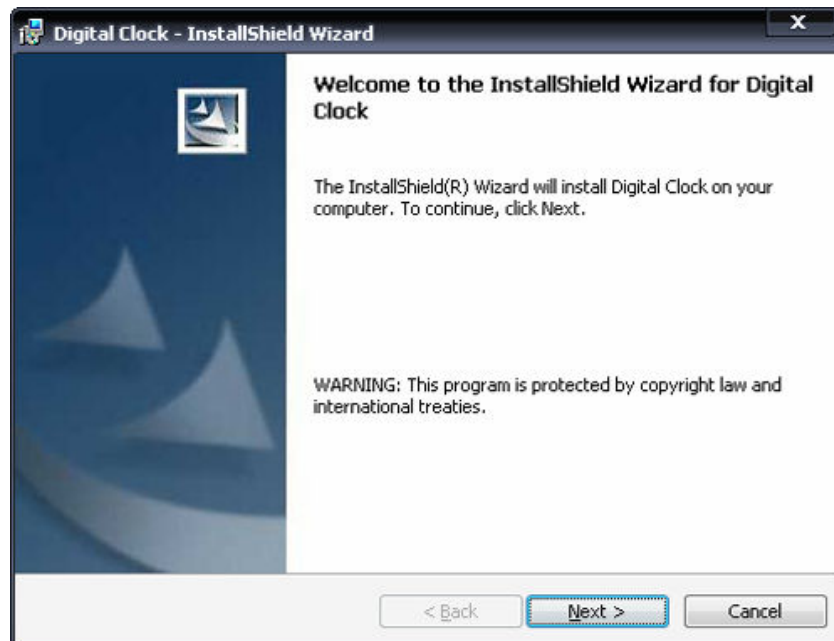 Digital Clock - InstallShield Wizard
X
Welcome to the InstallShield Wizard for Digital
Clock
The InstallShield(R) Wizard will install Digital Clock on your
computer. To continue, click Next.
WARNING: This program is protected by copyright law and
international treaties.
< Back
Next >
Cancel